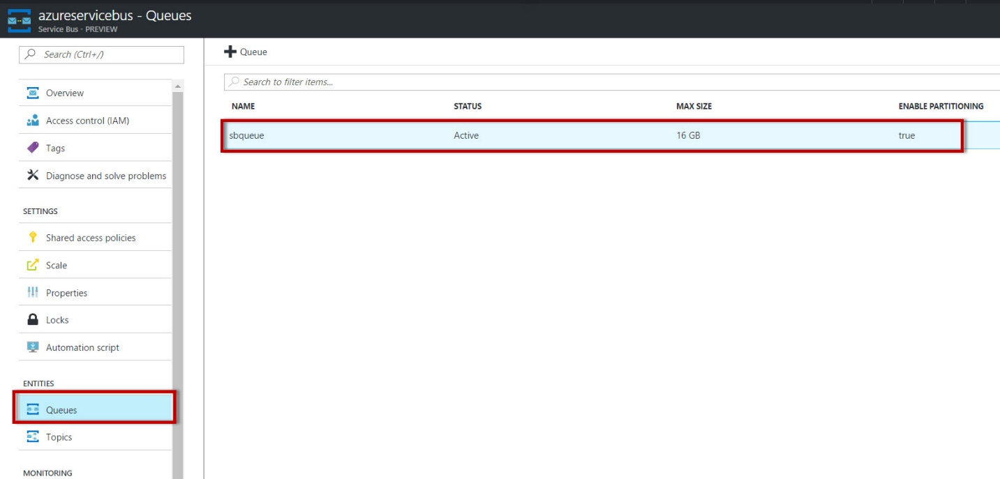 azureservicebus - Queues
Service Bus - PREVIEW
Search (Ctrl+/)
Overview
Access control (IAM)
Tags
Diagnose and solve problems
SETTINGS
Shared access policies
Scale
Properties
Locks
Automation script
ENTITIES
Queues
Topics
MONITORING
Queue
Search to filter items...
NAME STATUS MAX SIZE ENABLE PARTITIONING
sbqueue Active 16 GB true